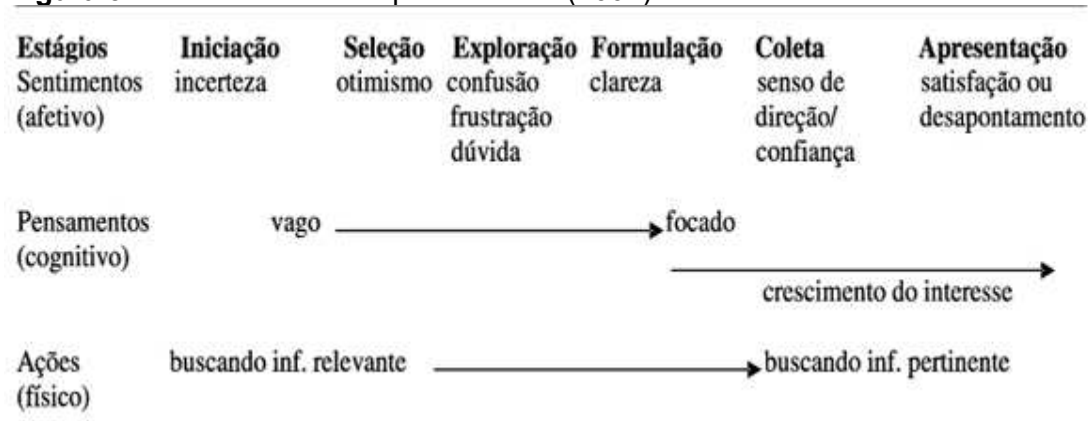 Estágios Iniciação Seleção Exploração Formulação Coleta Apresentação
Sentimentos incerteza otimismo confusão clareza senso de satisfação ou
(afetivo) frustração direção/ desapontamento
dúvida confiança
Pensamentos vago focado
(cognitivo)
crescimento do interesse
Ações buscando inf. relevante buscando inf. pertinente
(físico)